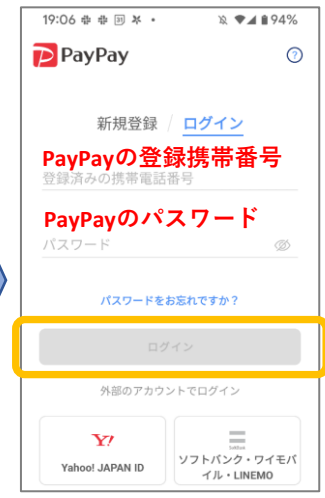 19:06 31 94%
PayPay ?
新規登録 / ログイン
PayPayの登録携帯番号
登録済みの携帯電話番号
PayPayのパスワード
パスワード
パスワードをお忘れですか？
ログイン
外部のアカウントでログイン
Y!
Yahoo! JAPAN ID
SoftBank
ソフトバンク・ワイモバ
イル・LINEMO